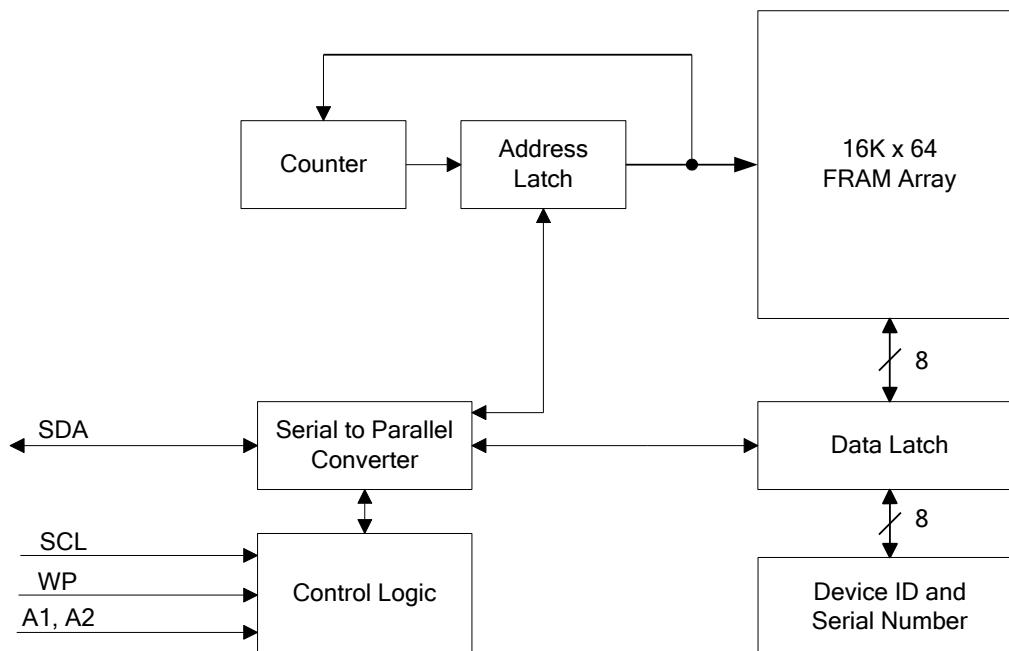 Counter
Address
Latch
16K x 64
FRAM Array
8
SDA
Serial to Parallel
Converter
Data Latch
8
SCL
WP
A1, A2
Control Logic
Device ID and
Serial Number